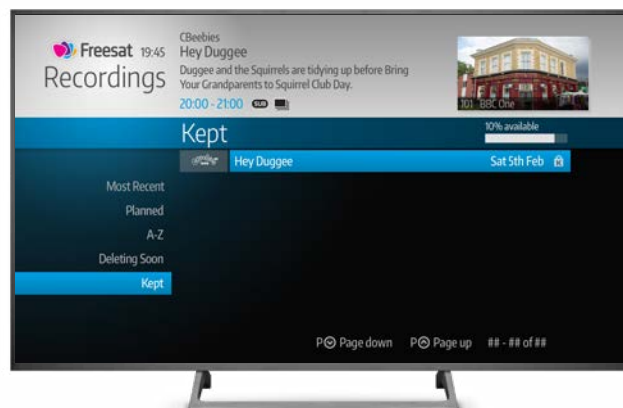 Freesat 19:45
Recordings
CBeebies
Hey Duggee
Duggee and the Squirrels are tidying up before Bring
Your Grandparents to Squirrel Club Day.
20:00 - 21:00 SUB
101 BBC One
Kept
10% available
Hey Duggee Sat 5th Feb
Most Recent
Planned
A-Z
Deleting Soon
Kept
P Page down P Page up ## - ## of ##